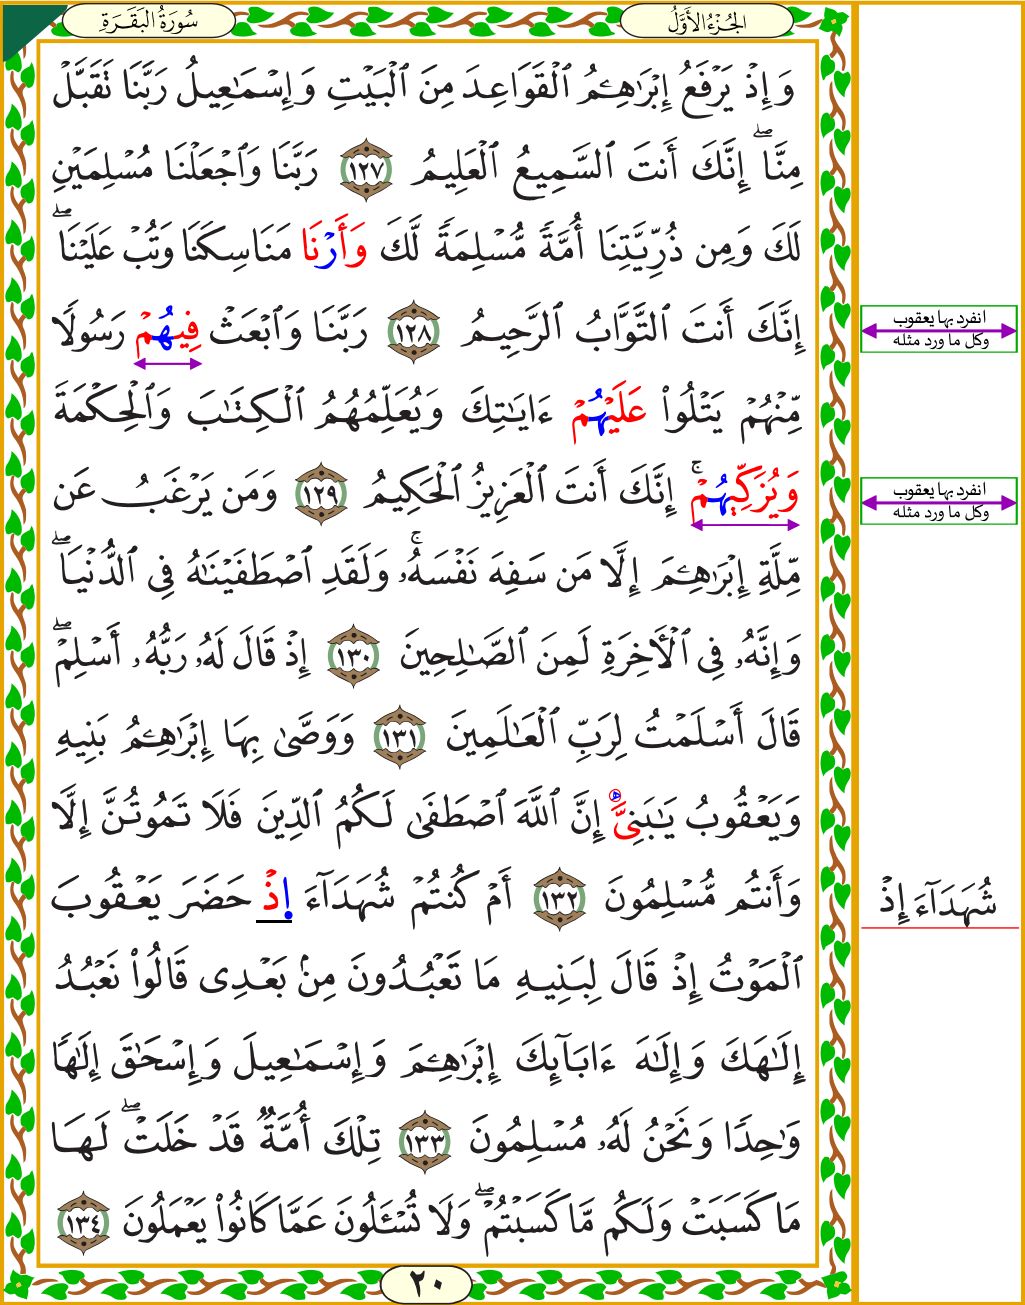 سُورَةُ البَقَرَةِ
الجُزْءُ الأَوَّلُ
وَإِذْ يَرْفَعُ إِبْرَٰهِـۧمُ ٱلْقَوَاعِدَ مِنَ ٱلْبَيْتِ وَإِسْمَـٰعِيلُ رَبَّنَا تَقَبَّلْ
مِنَّآ ۖ إِنَّكَ أَنتَ ٱلسَّمِيعُ ٱلْعَلِيمُ ١٢٧ رَبَّنَا وَٱجْعَلْنَا مُسْلِمَيْنِ
لَكَ وَمِن ذُرِّيَّتِنَا أُمَّةً مُّسْلِمَةً لَّكَ وَأَرْنَا مَنَاسِكَنَا وَتُبْ عَلَيْنَا ۖ
إِنَّكَ أَنتَ ٱلتَّوَّابُ ٱلرَّحِيمُ ١٢٨ رَبَّنَا وَٱبْعَثْ فِيهُمْ رَسُولًا
انفرد بها يعقوب
وكل ما ورد مثله
مِّنْهُمْ يَتْلُوا۟ عَلَيْهُمْ ءَايَـٰتِكَ وَيُعَلِّمُهُمُ ٱلْكِتَـٰبَ وَٱلْحِكْمَةَ
وَيُزَكِّيهُمْ ۚ إِنَّكَ أَنتَ ٱلْعَزِيزُ ٱلْحَكِيمُ ١٢٩ وَمَن يَرْغَبُ عَن
انفرد بها يعقوب
وكل ما ورد مثله
مِّلَّةِ إِبْرَٰهِـۧمَ إِلَّا مَن سَفِهَ نَفْسَهُۥ ۚ وَلَقَدِ ٱصْطَفَيْنَـٰهُ فِى ٱلدُّنْيَا ۖ
وَإِنَّهُۥ فِى ٱلْـَٔاخِرَةِ لَمِنَ ٱلصَّـٰلِحِينَ ١٣٠ إِذْ قَالَ لَهُۥ رَبُّهُۥٓ أَسْلِمْ ۖ
قَالَ أَسْلَمْتُ لِرَبِّ ٱلْعَـٰلَمِينَ ١٣١ وَوَصَّىٰ بِهَا إِبْرَٰهِـۧمُ بَنِيهِ
وَيَعْقُوبُ يَـٰبَنِىَّ إِنَّ ٱللَّهَ ٱصْطَفَىٰ لَكُمُ ٱلدِّينَ فَلَا تَمُوتُنَّ إِلَّا
وَأَنتُم مُّسْلِمُونَ ١٣٢ أَمْ كُنتُمْ شُهَدَآءَ اِ۪ذْ حَضَرَ يَعْقُوبَ
شُهَدَآءَ إِذْ
ٱلْمَوْتُ إِذْ قَالَ لِبَنِيهِ مَا تَعْبُدُونَ مِنۢ بَعْدِى قَالُوا۟ نَعْبُدُ
إِلَـٰهَكَ وَإِلَـٰهَ ءَابَآئِكَ إِبْرَٰهِـۧمَ وَإِسْمَـٰعِيلَ وَإِسْحَـٰقَ إِلَـٰهًا
وَٰحِدًا وَنَحْنُ لَهُۥ مُسْلِمُونَ ١٣٣ تِلْكَ أُمَّةٌ قَدْ خَلَتْ ۖ لَهَا
مَا كَسَبَتْ وَلَكُم مَّا كَسَبْتُمْ ۖ وَلَا تُسْـَٔلُونَ عَمَّا كَانُوا۟ يَعْمَلُونَ ١٣٤
٢٠